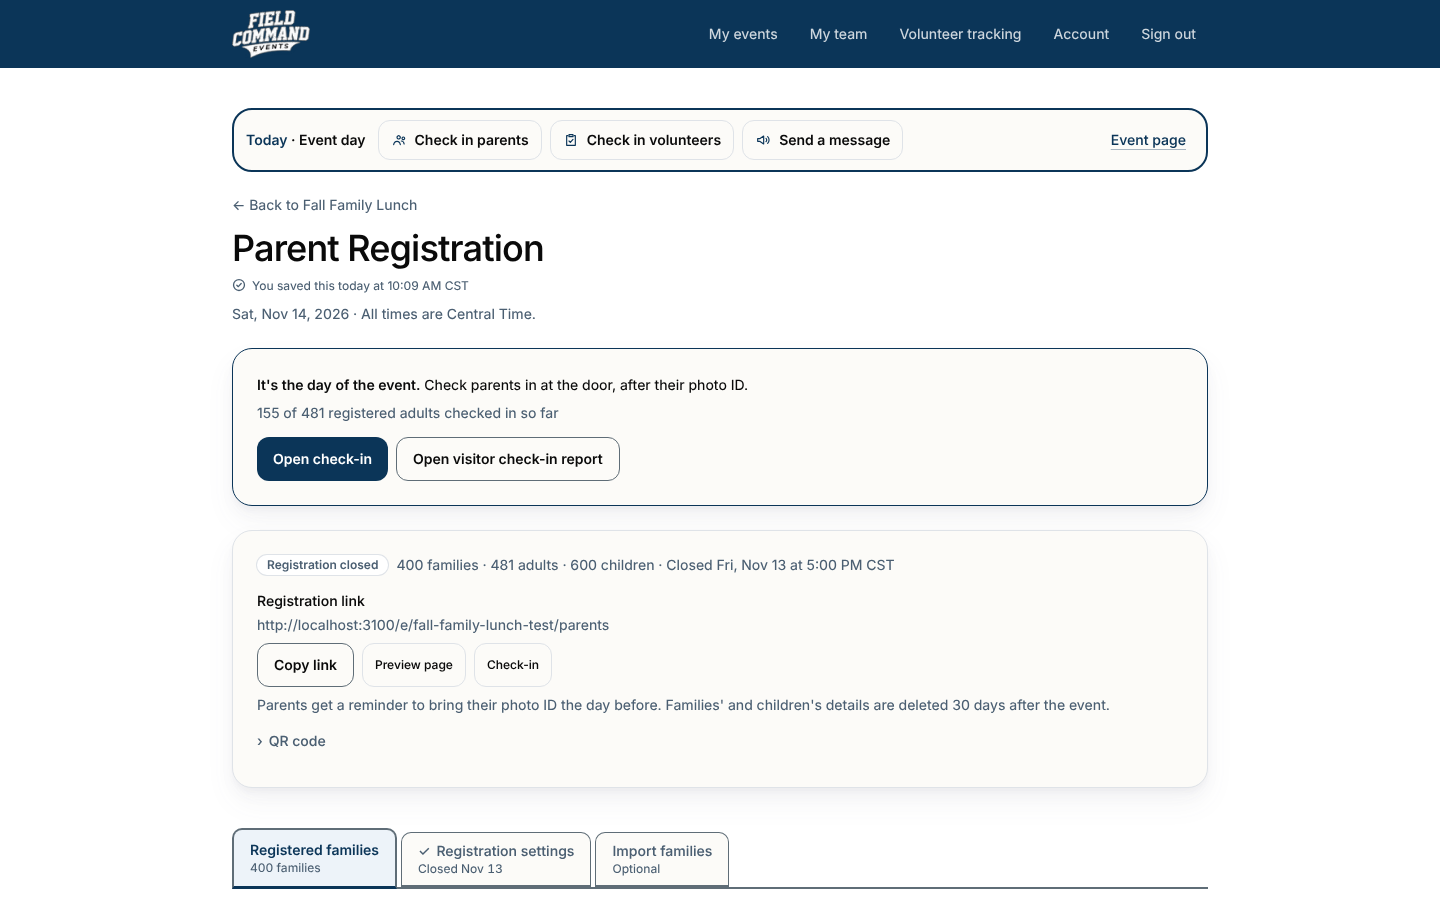 FIELD
COMMAND
EVENTS
My events
My team
Volunteer tracking
Account
Sign out
Today · Event day
Check in parents
Check in volunteers
Send a message
Event page
← Back to Fall Family Lunch
Parent Registration
You saved this today at 10:09 AM CST
Sat, Nov 14, 2026 · All times are Central Time.
It's the day of the event. Check parents in at the door, after their photo ID.
155 of 481 registered adults checked in so far
Open check-in
Open visitor check-in report
Registration closed
400 families · 481 adults · 600 children · Closed Fri, Nov 13 at 5:00 PM CST
Registration link
http://localhost:3100/e/fall-family-lunch-test/parents
Copy link
Preview page
Check-in
Parents get a reminder to bring their photo ID the day before. Families' and children's details are deleted 30 days after the event.
› QR code
Registered families
400 families
✓ Registration settings
Closed Nov 13
Import families
Optional